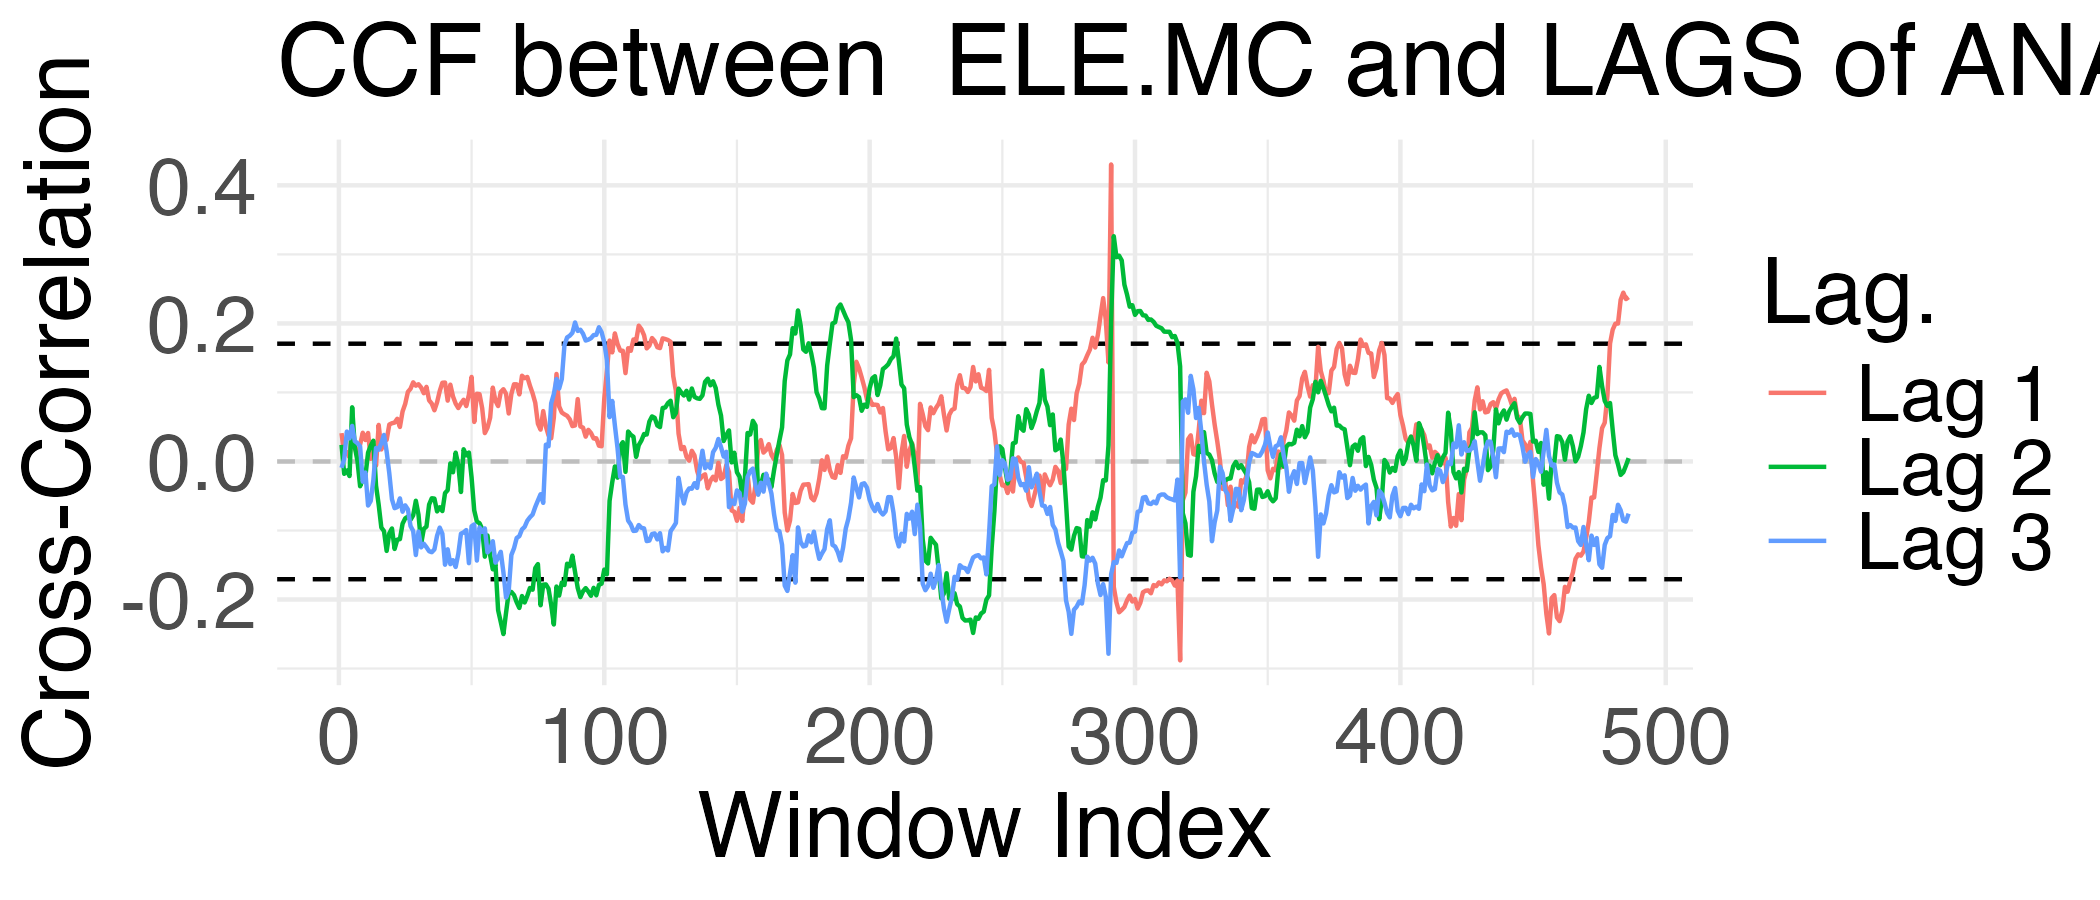 CCF between  ELE.MC and LAGS of ANA
Cross-Correlation
0.4
0.2
0.0
-0.2
0
100
200
300
400
500
Window Index
Lag.
Lag 1
Lag 2
Lag 3